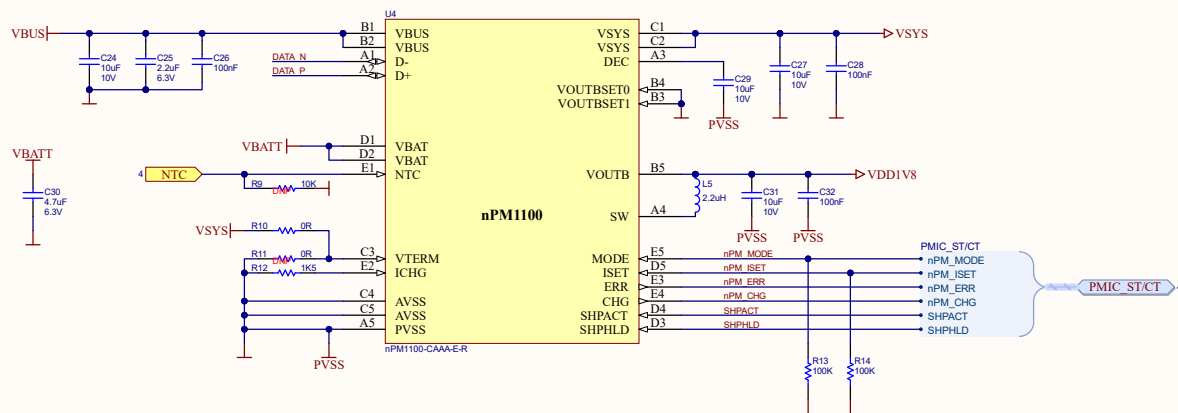 U4
VBUS
B1
VBUS
C1
VSYS
VSYS
B2
VBUS
C2
VSYS
DATA_N
A1
D-
A3
DEC
DATA_P
A2
D+
C24
10uF
10V
C25
2.2uF
6.3V
C26
100nF
C29
10uF
10V
C27
10uF
10V
C28
100nF
B4
VOUTBSET0
B3
VOUTBSET1
PVSS
VBATT
D1
VBAT
D2
VBAT
VBATT
4
NTC
E1
NTC
B5
VOUTB
VDD1V8
R9
DNP
10K
L5
2.2uH
C30
4.7uF
6.3V
C31
10uF
10V
C32
100nF
nPM1100
A4
SW
VSYS
R10
0R
PVSS
PVSS
R11
DNP
0R
C3
VTERM
R12
1K5
E2
ICHG
C4
AVSS
C5
AVSS
A5
PVSS
PVSS
nPM1100-CAAA-E-R
PMIC_ST/CT
MODE
E5
nPM_MODE
nPM_MODE
ISET
D5
nPM_ISET
nPM_ISET
ERR
E3
nPM_ERR
nPM_ERR
CHG
E4
nPM_CHG
nPM_CHG
SHPACT
D4
SHPACT
SHPACT
SHPHLD
D3
SHPHLD
SHPHLD
PMIC_ST/CT
R13
100K
R14
100K